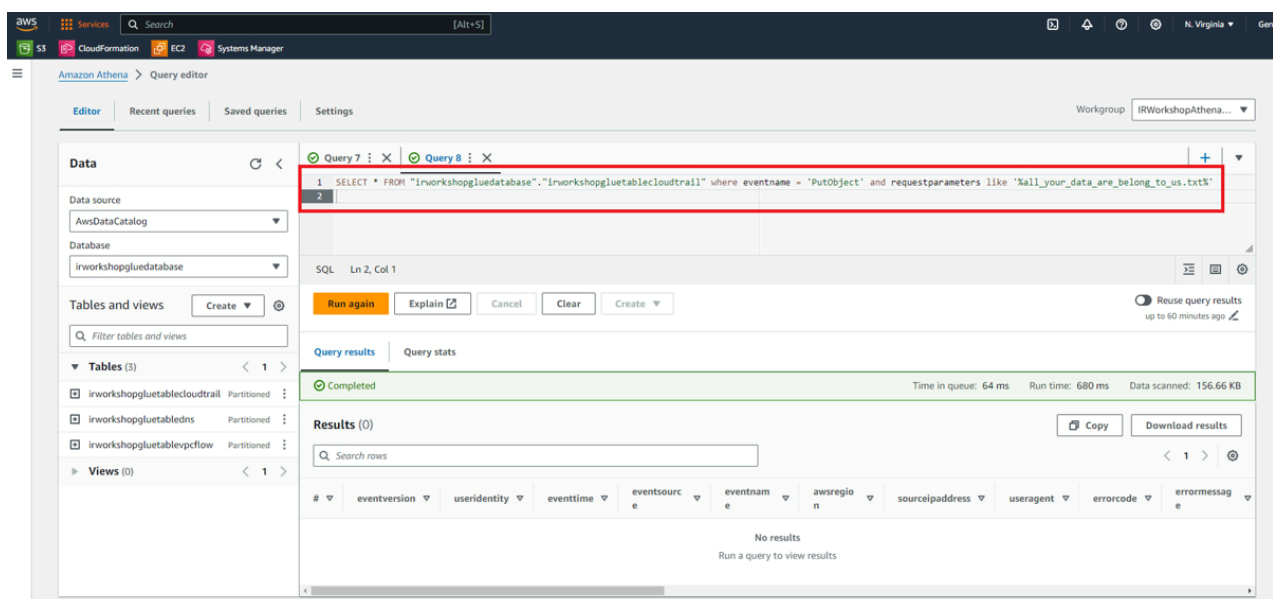 aws Services Search [Alt+S] N. Virginia ▼ Gen
S3 CloudFormation EC2 Systems Manager
Amazon Athena > Query editor
Editor Recent queries Saved queries Settings Workgroup IRWorkshopAthena... ▼
Data
Query 7 Query 8
1 SELECT * FROM "irworkshopgluedatabase"."irworkshopgluetablecloudtrail" where eventname = 'PutObject' and requestparameters like '%all_your_data_are_belong_to_us.txt%'
2
Data source
AwsDataCatalog
Database
irworkshopgluedatabase
SQL Ln 2, Col 1
Tables and views Create ▼
Run again Explain Cancel Clear Create ▼
Reuse query results
up to 60 minutes ago
Filter tables and views
Query results Query stats
▼ Tables (3) < 1 >
Completed Time in queue: 64 ms Run time: 680 ms Data scanned: 156.66 KB
irworkshopgluetablecloudtrail Partitioned
irworkshopgluetabledns Partitioned
irworkshopgluetablevpcflow Partitioned
Views (0) < 1 >
Results (0) Copy Download results
Search rows < 1 >
# eventversion useridentity eventtime eventsource eventname awsregion sourceipaddress useragent errorcode errormessage
No results
Run a query to view results